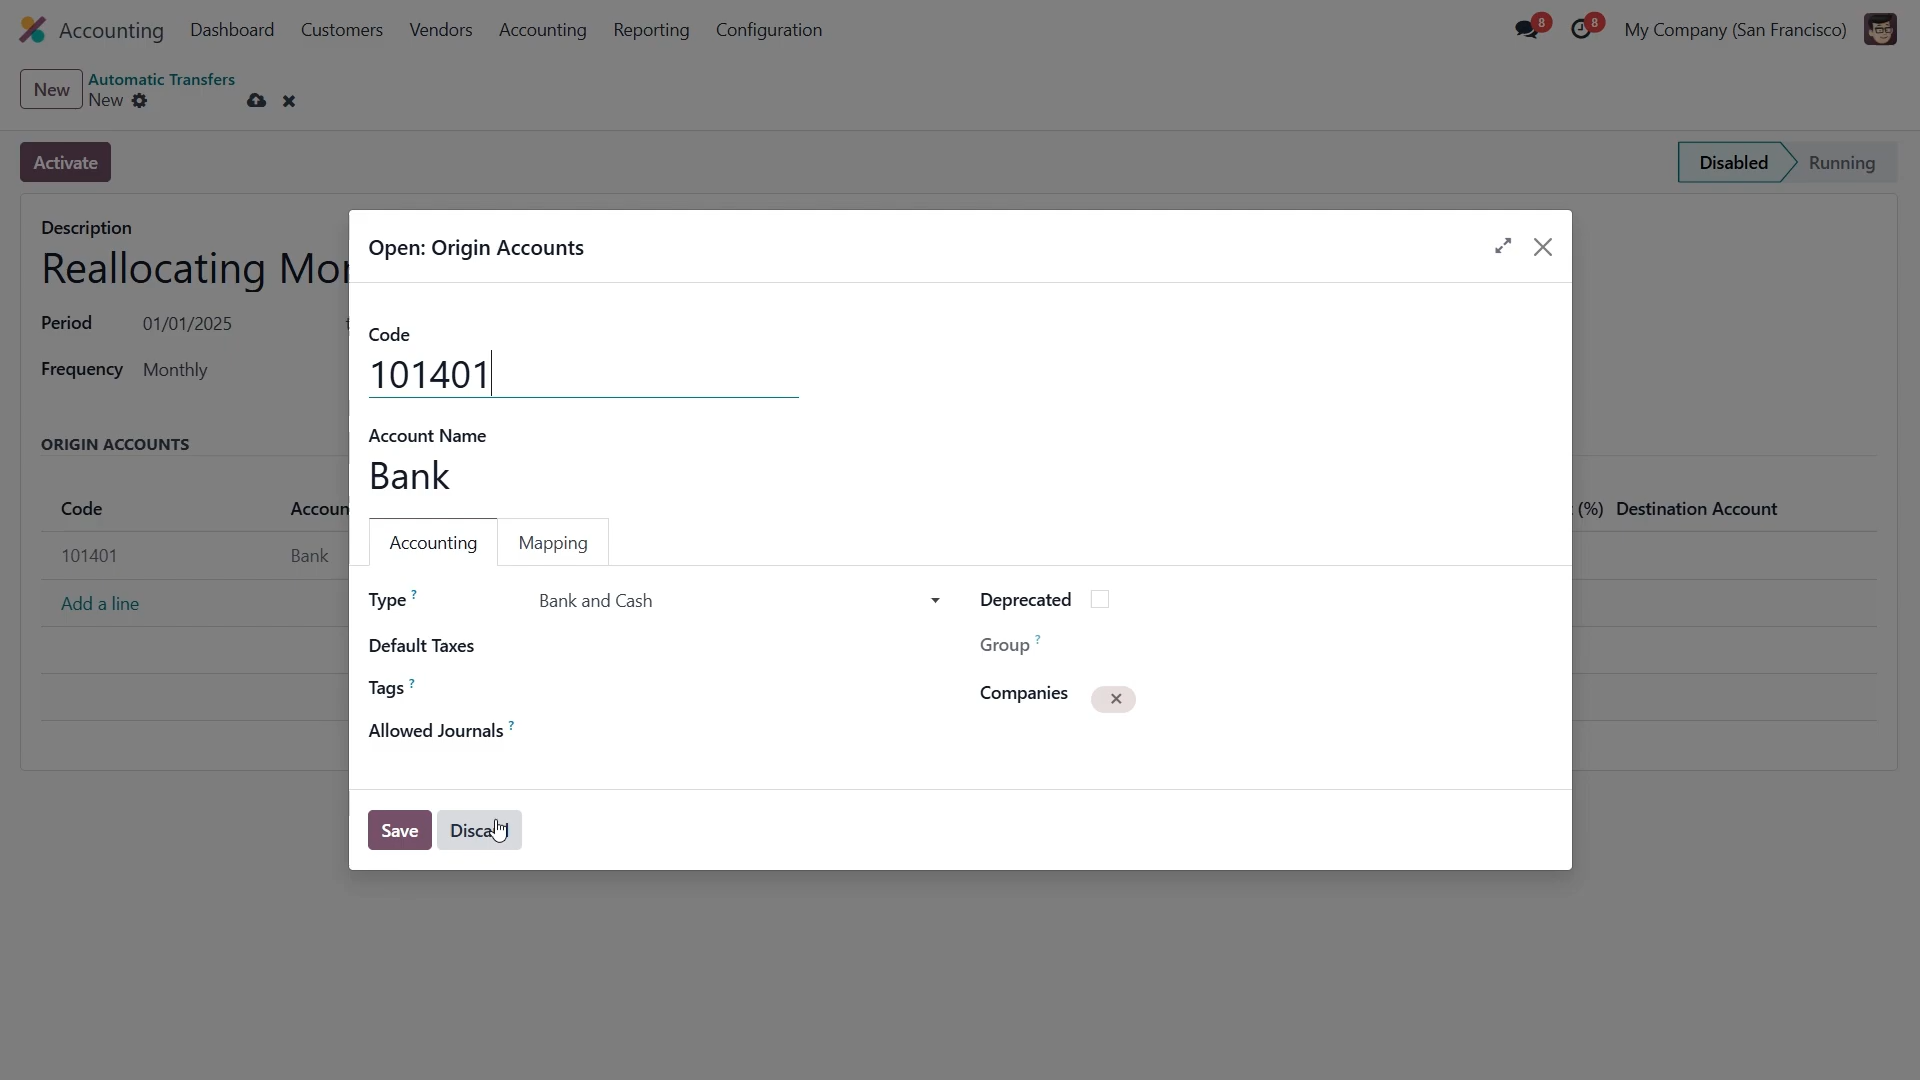 Accounting Dashboard Customers Vendors Accounting Reporting Configuration 8 8 My Company (San Francisco)
New Automatic Transfers
New
Activate Disabled Running
Description
Reallocating Mo
Period 01/01/2025
Frequency Monthly
ORIGIN ACCOUNTS
Code Accoun (%) Destination Account
101401 Bank
Add a line
Open: Origin Accounts
Code
101401
Account Name
Bank
Accounting Mapping
Type ? Bank and Cash Deprecated
Default Taxes Group ?
Tags ? Companies
Allowed Journals ?
Save Discard